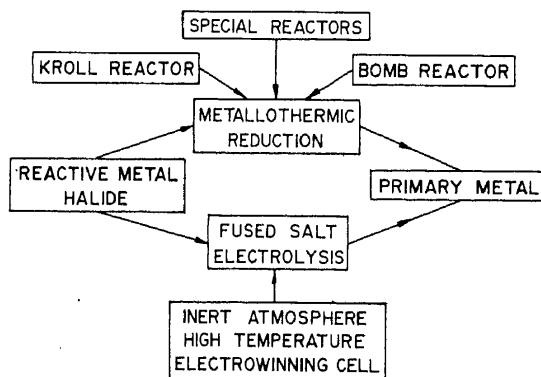 SPECIAL REACTORS
KROLL REACTOR
BOMB REACTOR
METALLOTHERMIC
REDUCTION
REACTIVE METAL
HALIDE
PRIMARY METAL
FUSED SALT
ELECTROLYSIS
INERT ATMOSPHERE
HIGH TEMPERATURE
ELECTROWINNING CELL